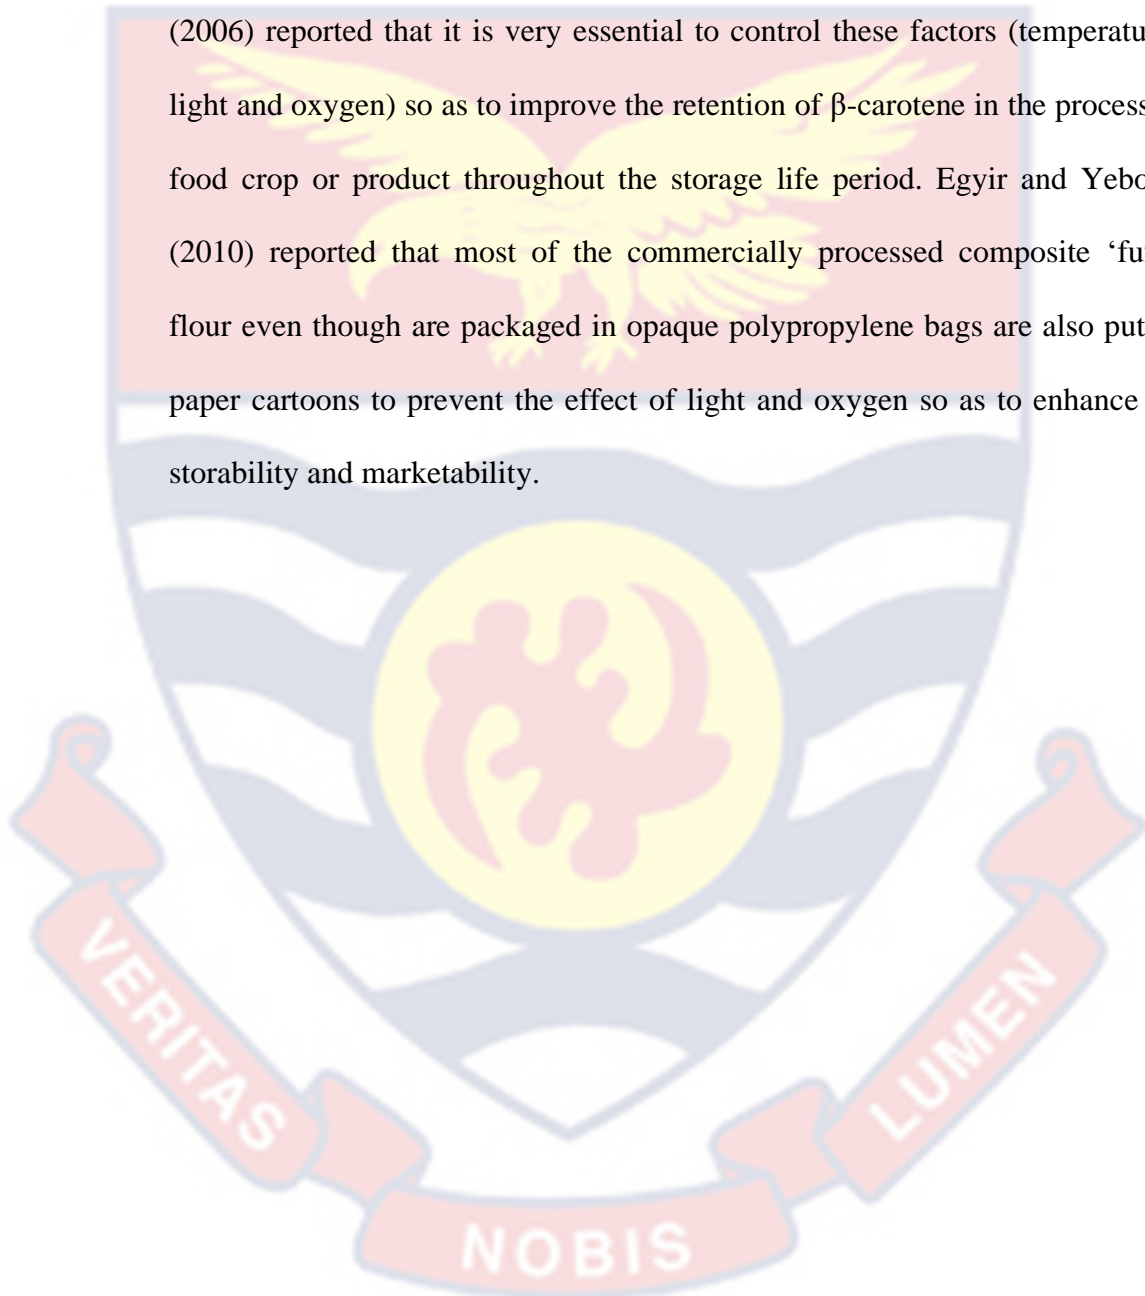 (2006) reported that it is very essential to control these factors (temperatu
light and oxygen) so as to improve the retention of β-carotene in the process
food crop or product throughout the storage life period. Egyir and Yebo
(2010) reported that most of the commercially processed composite ‘fu
flour even though are packaged in opaque polypropylene bags are also put
paper cartoons to prevent the effect of light and oxygen so as to enhance
storability and marketability.
VERITAS
NOBIS
LUMEN